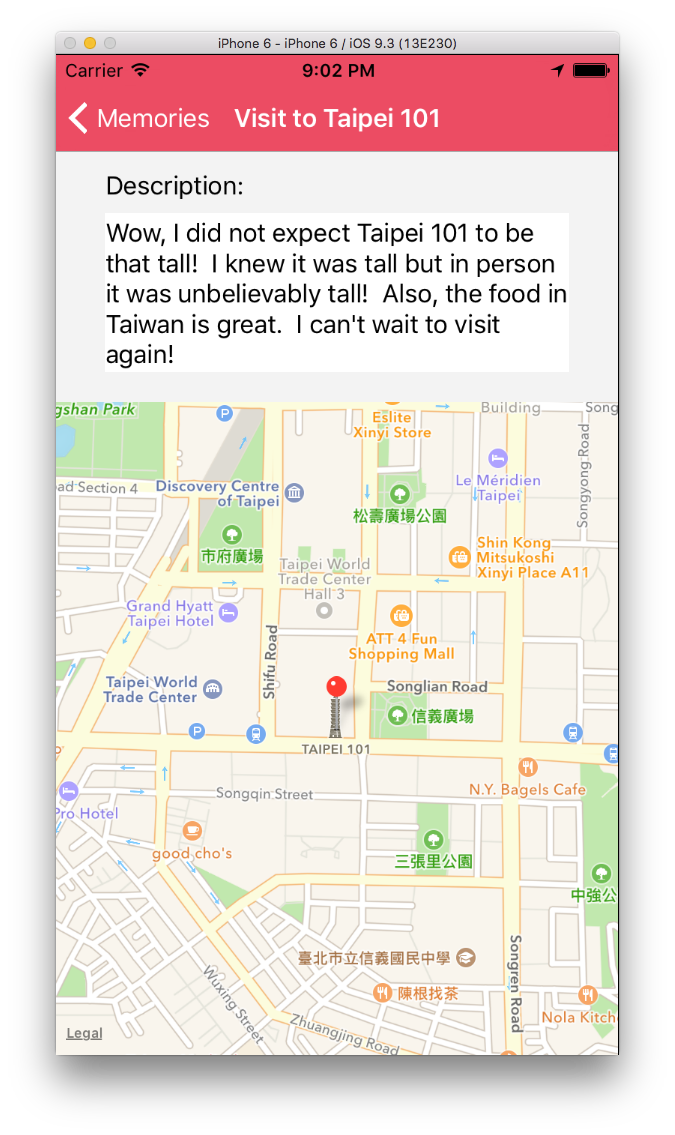 iPhone 6 - iPhone 6 / iOS 9.3 (13E230)
Carrier 9:02 PM
Memories Visit to Taipei 101
Description:
Wow, I did not expect Taipei 101 to be
that tall!  I knew it was tall but in person
it was unbelievably tall!  Also, the food in
Taiwan is great.  I can't wait to visit
again!
gshan Park
P
Eslite
Xinyi Store
Building
Song
Songyong Road
ad Section 4
Discovery Centre
of Taipei
Le Méridien
Taipei
松壽廣場公園
市府廣場
Taipei World
Trade Center
Hall 3
Shin Kong
Mitsukoshi
Xinyi Place A11
Grand Hyatt
Taipei Hotel
ATT 4 Fun
Shopping Mall
Shifu Road
Taipei World
Trade Center
Songlian Road
信義廣場
P
TAIPEI 101
N.Y. Bagels Cafe
Songqin Street
Pro Hotel
good cho's
三張里公園
中強公
臺北市立信義國民中學
陳根找茶
Songren Road
Wuxing Street
Zhuangjing Road
Nola Kitch
Legal